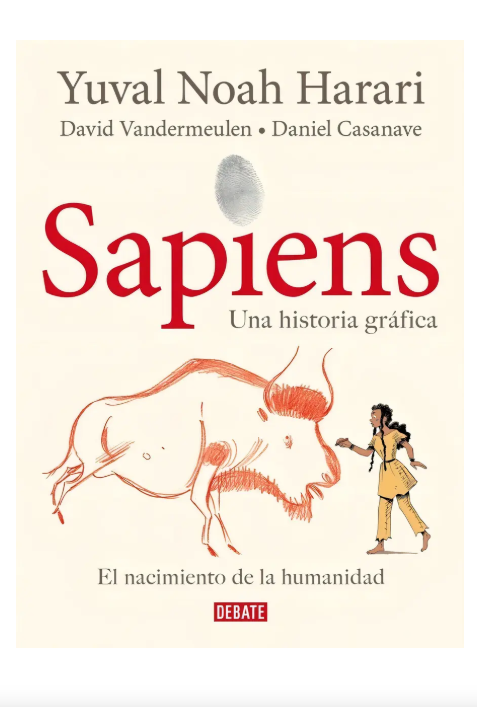 Yuval Noah Harari
David Vandermeulen • Daniel Casanave
Sapiens
Una historia gráfica
El nacimiento de la humanidad
DEBATE